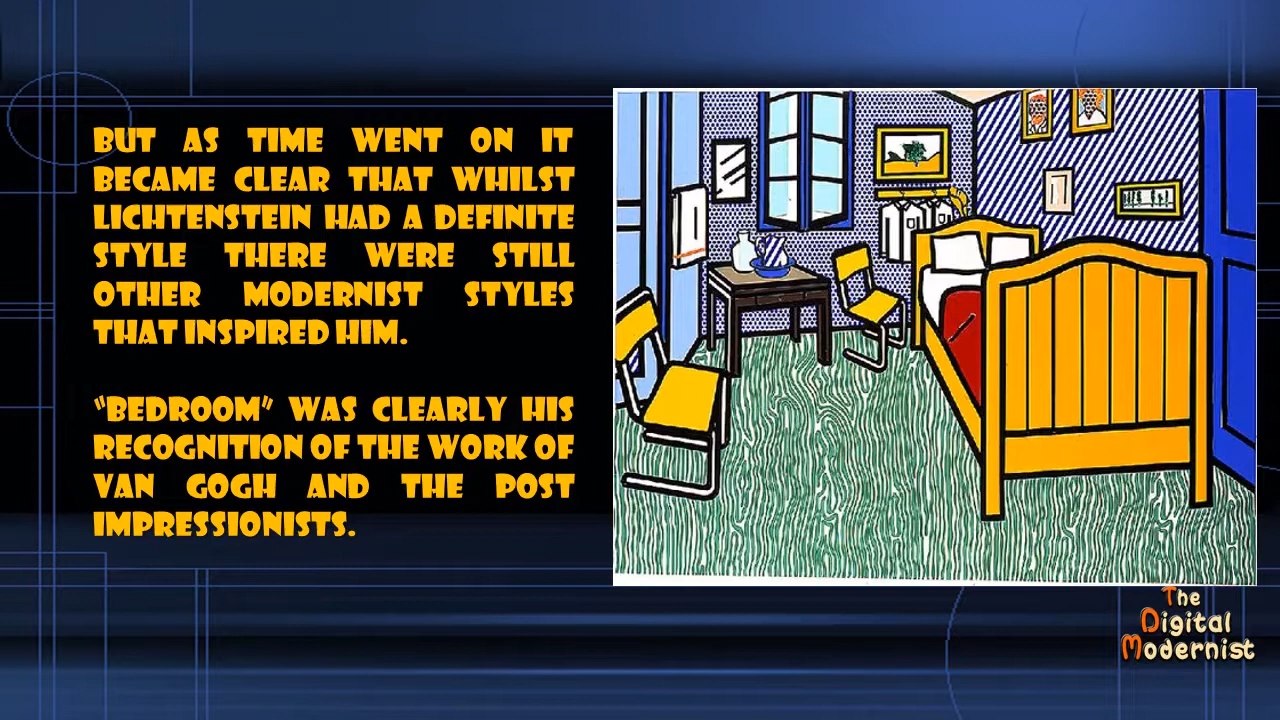 BUT AS TIME WENT ON IT
BECAME CLEAR THAT WHILST
LICHTENSTEIN HAD A DEFINITE
STYLE THERE WERE STILL
OTHER MODERNIST STYLES
THAT INSPIRED HIM.
"BEDROOM" WAS CLEARLY HIS
RECOGNITION OF THE WORK OF
VAN GOGH AND THE POST
IMPRESSIONISTS.
The
Digital
Modernist